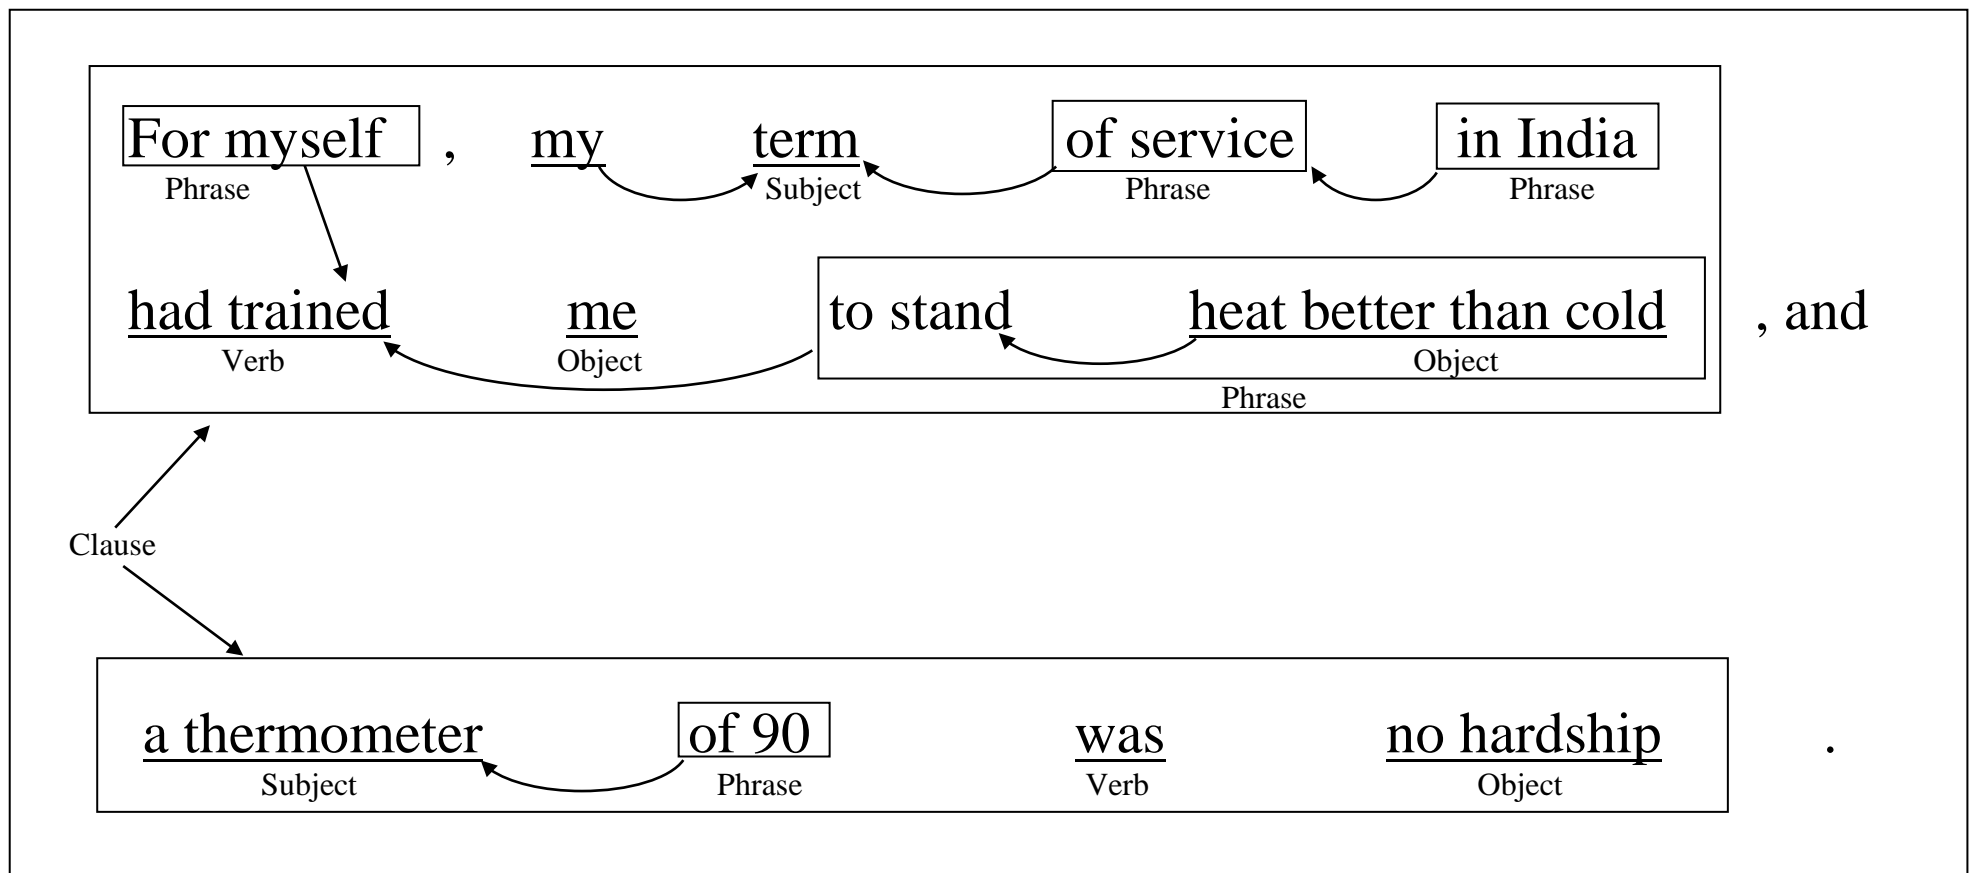 For myself , my term of service in India
Phrase Subject Phrase Phrase
had trained me to stand heat better than cold , and
Verb Object Object
Phrase
Clause
a thermometer of 90 was no hardship .
Subject Phrase Verb Object